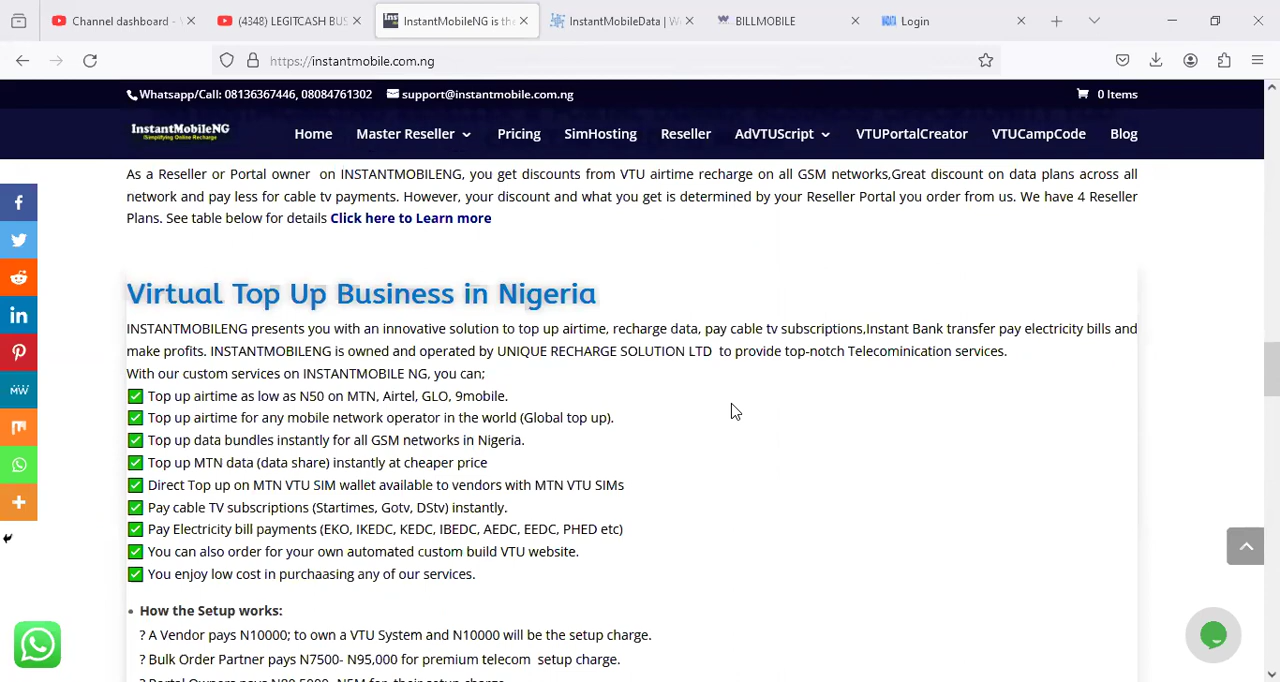 Channel dashboard -
(4348) LEGITCASH BUS
InstantMobileNG is the
InstantMobileData | W
BILLMOBILE
Login
https://instantmobile.com.ng
Whatsapp/Call: 08136367446, 08084761302
support@instantmobile.com.ng
0 Items
InstantMobileNG
Simplifying Online Recharge
Home
Master Reseller
Pricing
SimHosting
Reseller
AdVTUScript
VTUPortalCreator
VTUCampCode
Blog
As a Reseller or Portal owner on INSTANTMOBILENG, you get discounts from VTU airtime recharge on all GSM networks,Great discount on data plans across all
network and pay less for cable tv payments. However, your discount and what you get is determined by your Reseller Portal you order from us. We have 4 Reseller
Plans. See table below for details Click here to Learn more
Virtual Top Up Business in Nigeria
INSTANTMOBILENG presents you with an innovative solution to top up airtime, recharge data, pay cable tv subscriptions,Instant Bank transfer pay electricity bills and
make profits. INSTANTMOBILENG is owned and operated by UNIQUE RECHARGE SOLUTION LTD to provide top-notch Telecominication services.
With our custom services on INSTANTMOBILE NG, you can;
✅ Top up airtime as low as N50 on MTN, Airtel, GLO, 9mobile.
✅ Top up airtime for any mobile network operator in the world (Global top up).
✅ Top up data bundles instantly for all GSM networks in Nigeria.
✅ Top up MTN data (data share) instantly at cheaper price
✅ Direct Top up on MTN VTU SIM wallet available to vendors with MTN VTU SIMs
✅ Pay cable TV subscriptions (Startimes, Gotv, DStv) instantly.
✅ Pay Electricity bill payments (EKO, IKEDC, KEDC, IBEDC, AEDC, EEDC, PHED etc)
✅ You can also order for your own automated custom build VTU website.
✅ You enjoy low cost in purchaasing any of our services.
• How the Setup works:
? A Vendor pays N10000; to own a VTU System and N10000 will be the setup charge.
? Bulk Order Partner pays N7500- N95,000 for premium telecom setup charge.